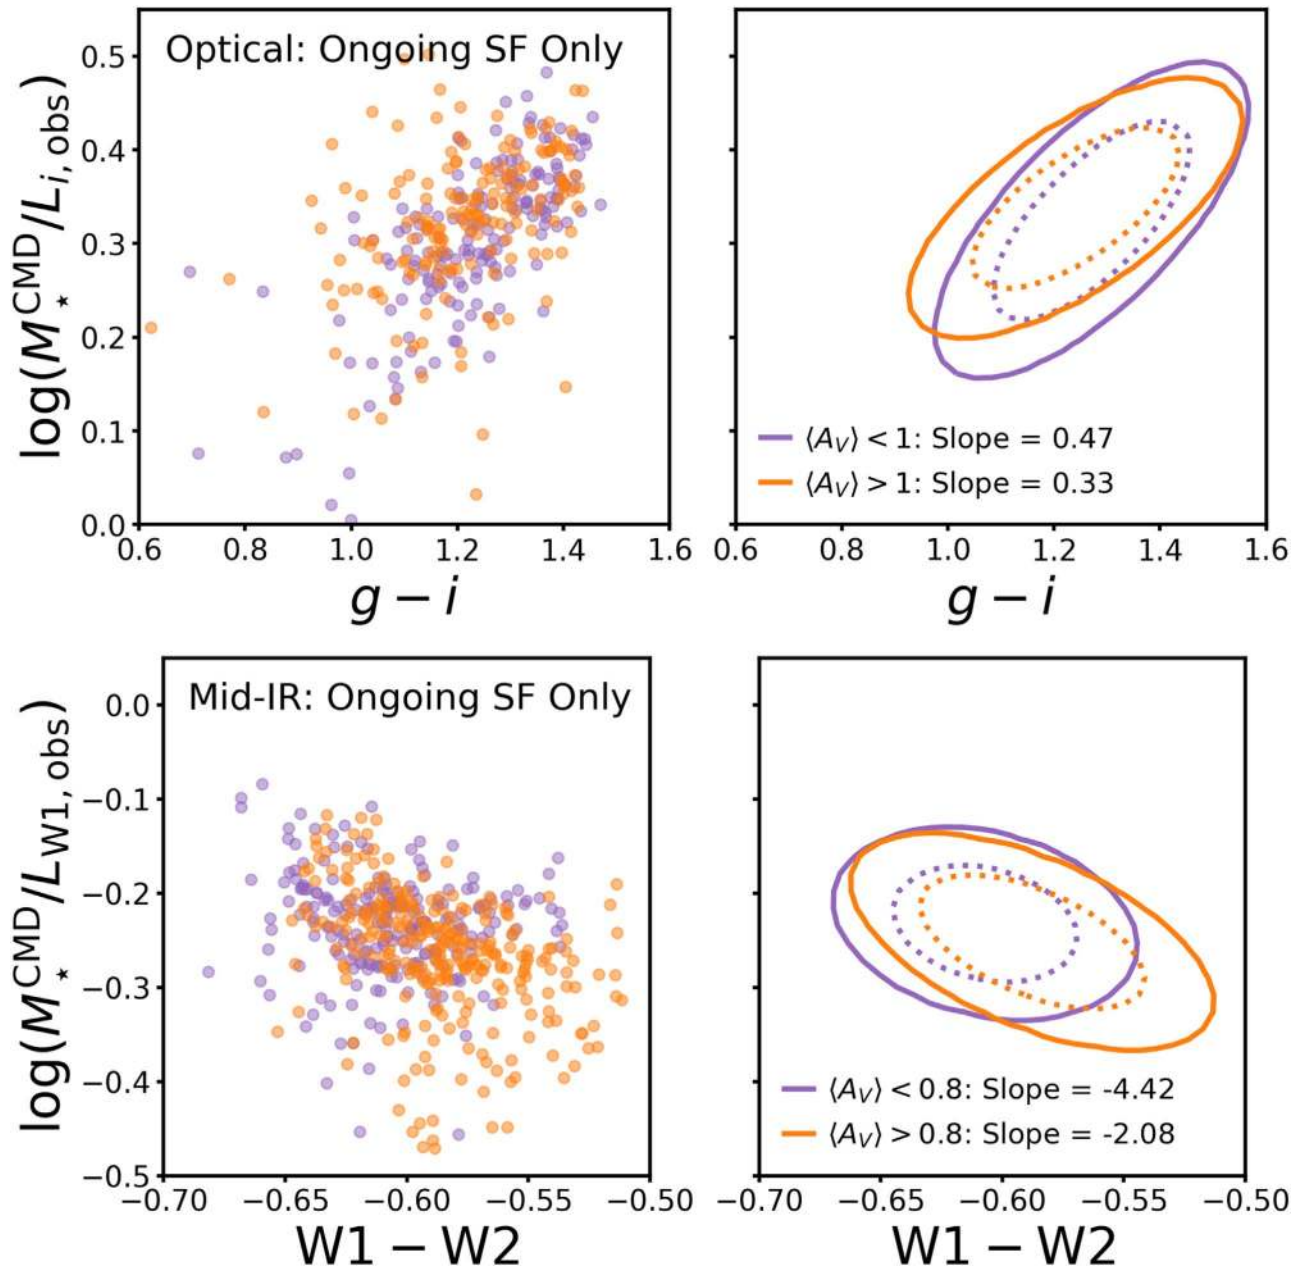 Optical: Ongoing SF Only
log(M⋆^CMD/L_i, obs)
0.5
0.4
0.3
0.2
0.1
0.0
0.6 0.8 1.0 1.2 1.4 1.6
g − i
⟨A_V⟩ < 1: Slope = 0.47
⟨A_V⟩ > 1: Slope = 0.33
0.6 0.8 1.0 1.2 1.4 1.6
g − i
Mid-IR: Ongoing SF Only
log(M⋆^CMD/L_W1, obs)
0.0
−0.1
−0.2
−0.3
−0.4
−0.5
−0.70 −0.65 −0.60 −0.55 −0.50
W1 − W2
⟨A_V⟩ < 0.8: Slope = -4.42
⟨A_V⟩ > 0.8: Slope = -2.08
−0.70 −0.65 −0.60 −0.55 −0.50
W1 − W2